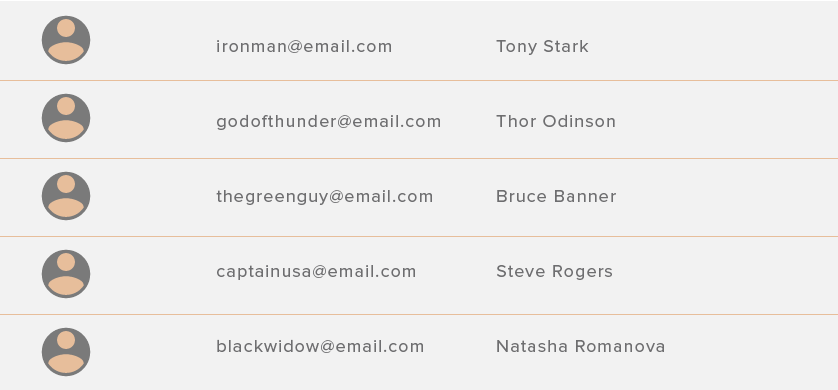 ironman@email.com Tony Stark
godofthunder@email.com Thor Odinson
thegreenguy@email.com Bruce Banner
captainusa@email.com Steve Rogers
blackwidow@email.com Natasha Romanova